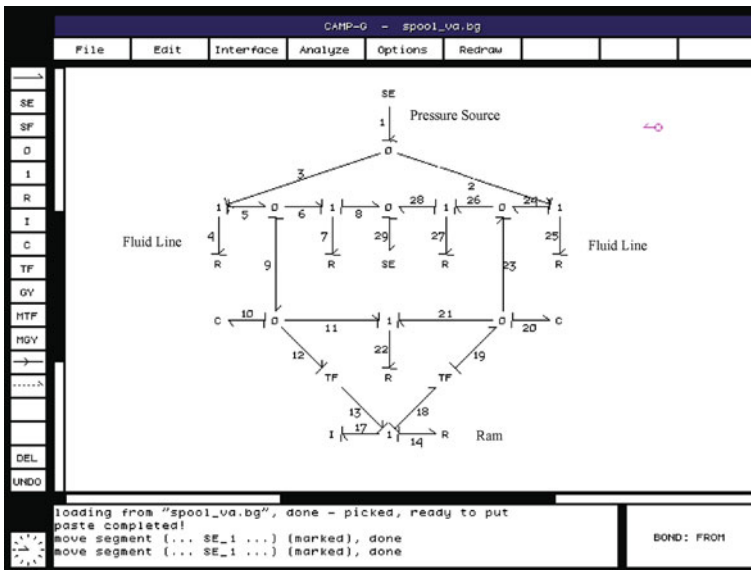 CAMP-G - spool_va.bg
File Edit Interface Analyze Options Redraw
SE
SF
0
1
R
I
C
TF
GY
MTF
MGY
DEL
UNDO
SE
1 Pressure Source
0
3 2
1 5 0 6 1 8 0 28 1 26 0 24 1
Fluid Line 4 7 29 27 25 Fluid Line
R R SE R 23 R
9
C 10 0 11 1 21 0 20 C
12 22 19
TF R TF
13 18
I 17 1 14 R Ram
loading from "spool_va.bg", done - picked, ready to put
paste completed!
move segment (... SE_1 ...) (marked), done
move segment (... SE_1 ...) (marked), done
BOND: FROM